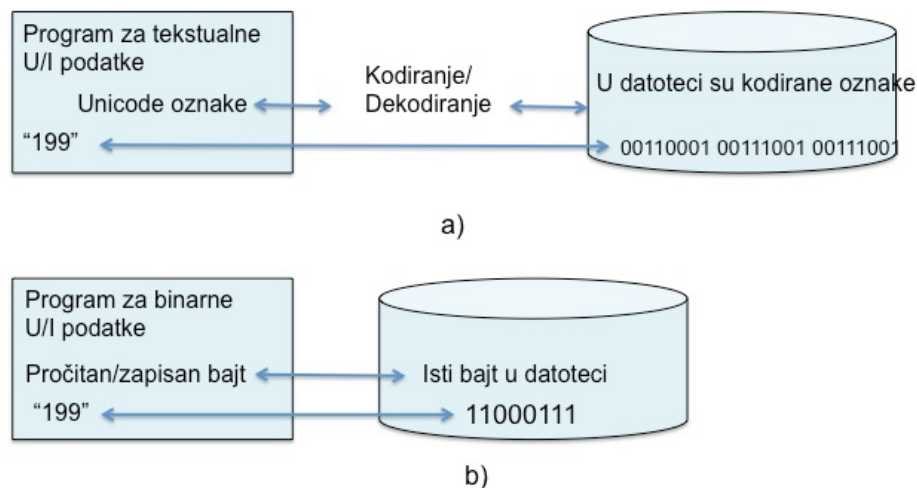 Program za tekstualne
U/I podatke
Unicode oznake
“199”
Kodiranje/
Dekodiranje
U datoteci su kodirane oznake
00110001 00111001 00111001
a)
Program za binarne
U/I podatke
Pročitan/zapisan bajt
“199”
Isti bajt u datoteci
11000111
b)